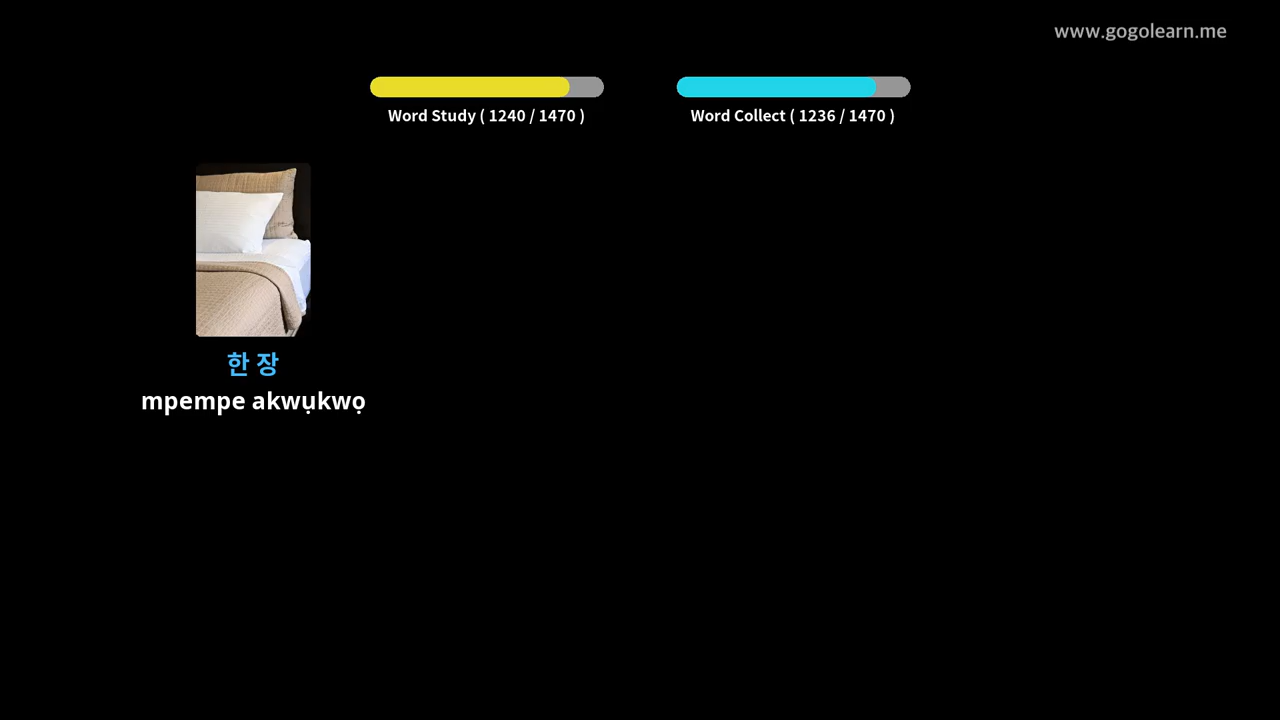 www.gogolearn.me
Word Study ( 1240 / 1470 )
Word Collect ( 1236 / 1470 )
한 장
mpempe akwụkwọ